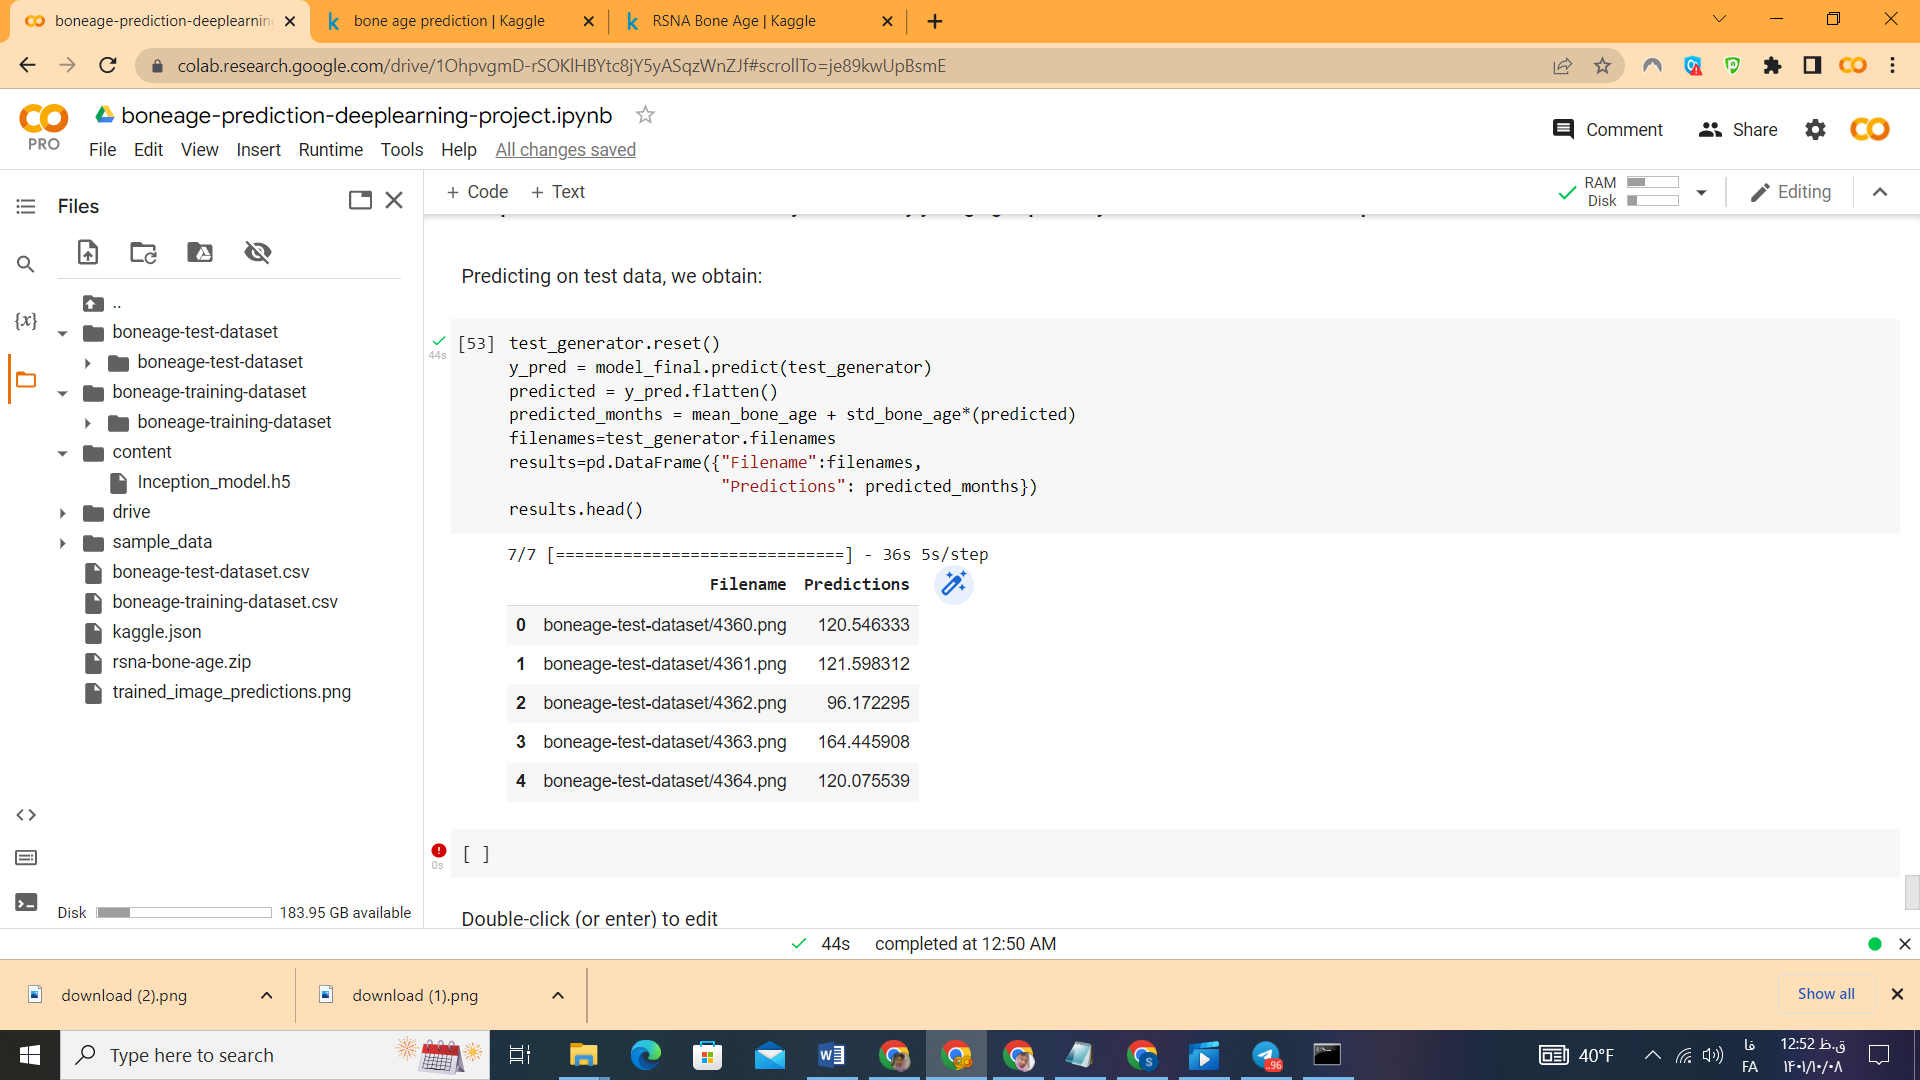 boneage-prediction-deeplearnin
bone age prediction | Kaggle
RSNA Bone Age | Kaggle
colab.research.google.com/drive/1OhpvgmD-rSOKlHBYtc8jY5yASqzWnZJf#scrollTo=je89kwUpBsmE
PRO
boneage-prediction-deeplearning-project.ipynb
File Edit View Insert Runtime Tools Help All changes saved
Comment Share
Files
+ Code + Text
RAM
Disk
Editing
..
boneage-test-dataset
boneage-test-dataset
boneage-training-dataset
boneage-training-dataset
content
Inception_model.h5
drive
sample_data
boneage-test-dataset.csv
boneage-training-dataset.csv
kaggle.json
rsna-bone-age.zip
trained_image_predictions.png
{x}
Disk 183.95 GB available
Predicting on test data, we obtain:
44s
[53] test_generator.reset()
y_pred = model_final.predict(test_generator)
predicted = y_pred.flatten()
predicted_months = mean_bone_age + std_bone_age*(predicted)
filenames=test_generator.filenames
results=pd.DataFrame({"Filename":filenames,
"Predictions": predicted_months})
results.head()
7/7 [==============================] - 36s 5s/step
Filename Predictions
0 boneage-test-dataset/4360.png 120.546333
1 boneage-test-dataset/4361.png 121.598312
2 boneage-test-dataset/4362.png 96.172295
3 boneage-test-dataset/4363.png 164.445908
4 boneage-test-dataset/4364.png 120.075539
0s
[ ]
Double-click (or enter) to edit
44s completed at 12:50 AM
download (2).png
download (1).png
Show all
Type here to search
96
40°F
فا
FA
12:52 ق.ظ
۱۴۰۱/۱۰/۰۸